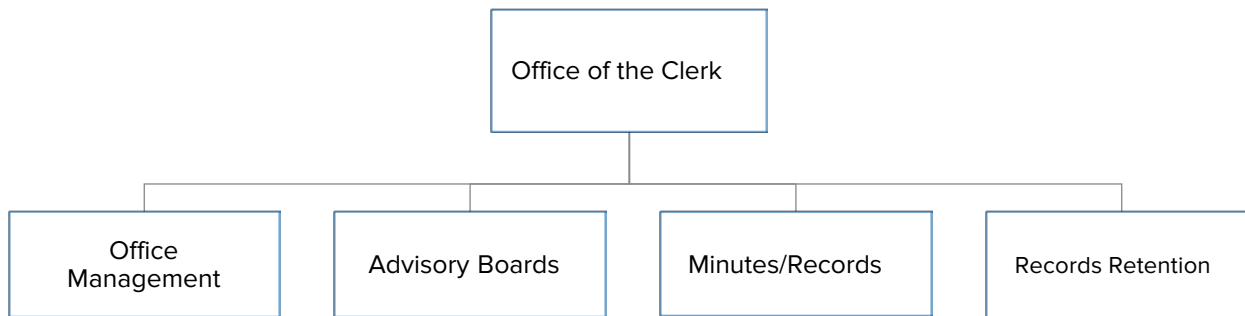 Office of the Clerk
Office
Management
Advisory Boards
Minutes/Records
Records Retention